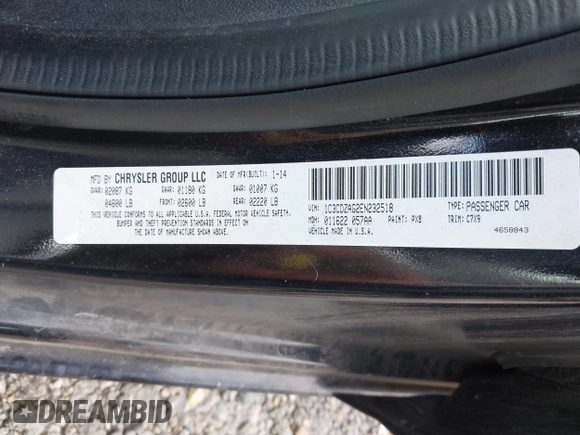 MFD BY CHRYSLER GROUP LLC DATE OF MFR(BUILT): 1-14
GVWR: 02087 KG GAWR: 01180 KG GAWR: 01007 KG
04600 LB FRONT: 02600 LB REAR: 02220 LB
THIS VEHICLE CONFORMS TO ALL APPLICABLE U.S.A. FEDERAL MOTOR VEHICLE SAFETY,
BUMPER AND THEFT PREVENTION STANDARDS IN EFFECT ON
THE DATE OF MANUFACTURE SHOWN ABOVE.
VIN: 1C3CDZAG2EN232518 TYPE: PASSENGER CAR
MDH: 011622 057AA PAINT: PX8 TRIM: C7X9
VEHICLE MADE IN U.S.A. 4658843
DREAMBID